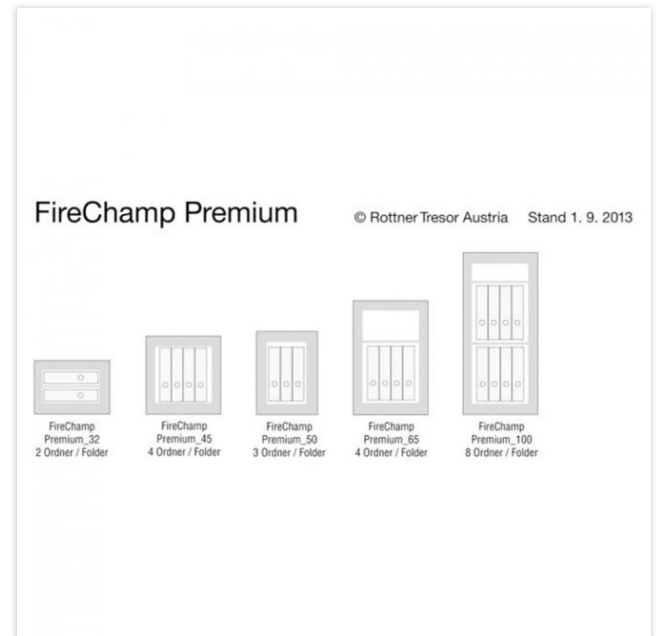 FireChamp Premium
© Rottner Tresor Austria Stand 1. 9. 2013
FireChamp
Premium_32
2 Ordner / Folder
FireChamp
Premium_45
4 Ordner / Folder
FireChamp
Premium_50
3 Ordner / Folder
FireChamp
Premium_65
4 Ordner / Folder
FireChamp
Premium_100
8 Ordner / Folder